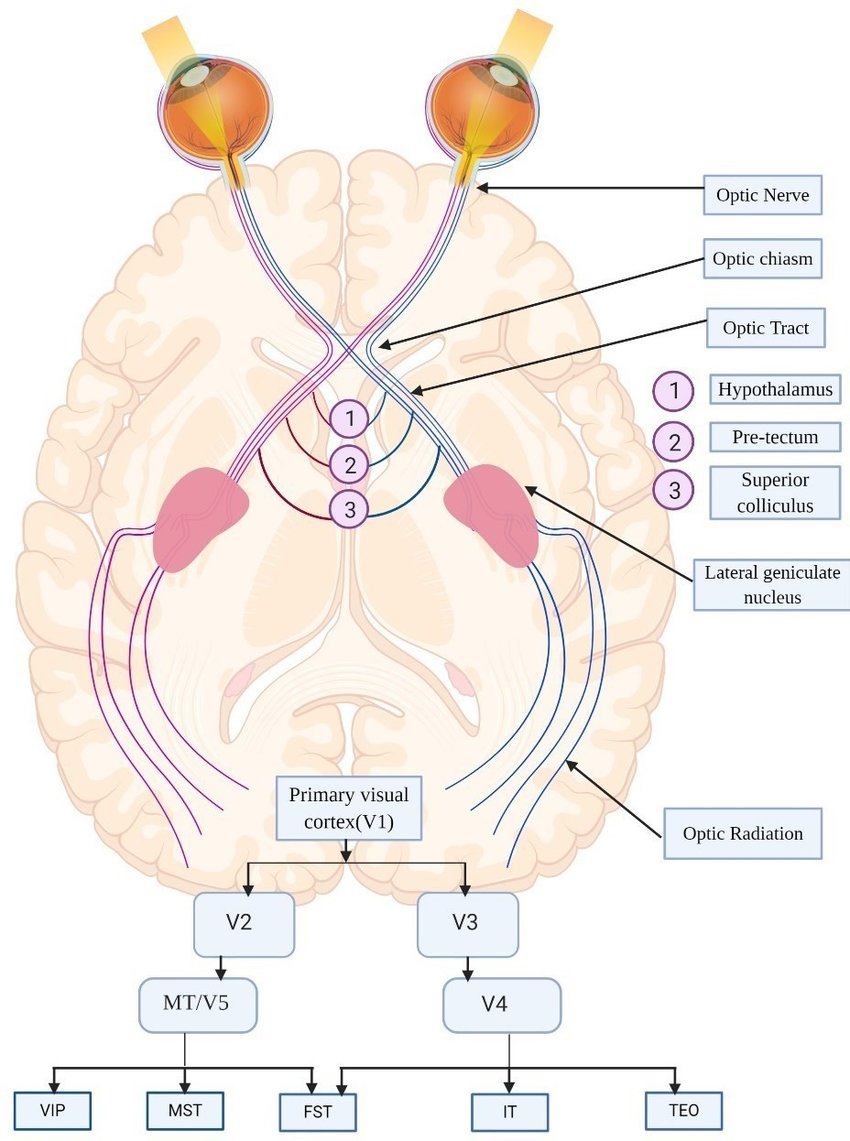 Optic Nerve
Optic chiasm
Optic Tract
1
Hypothalamus
1
2
Pre-tectum
2
3
Superior
colliculus
3
Lateral geniculate
nucleus
Primary visual
cortex(V1)
Optic Radiation
V2
V3
MT/V5
V4
VIP
MST
FST
IT
TEO